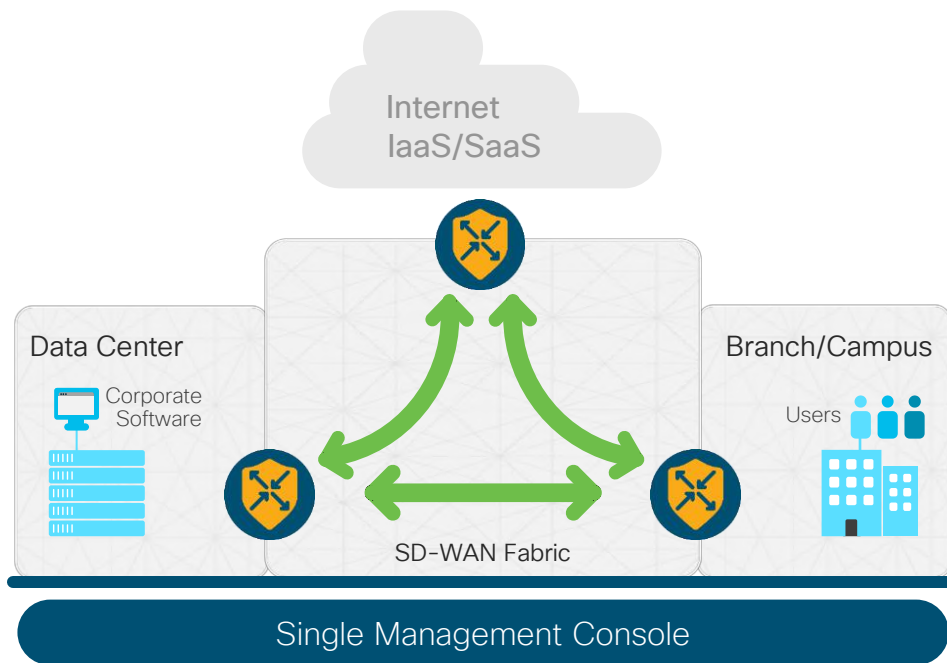 Internet
IaaS/SaaS
Data Center
Corporate
Software
Branch/Campus
Users
SD-WAN Fabric
Single Management Console